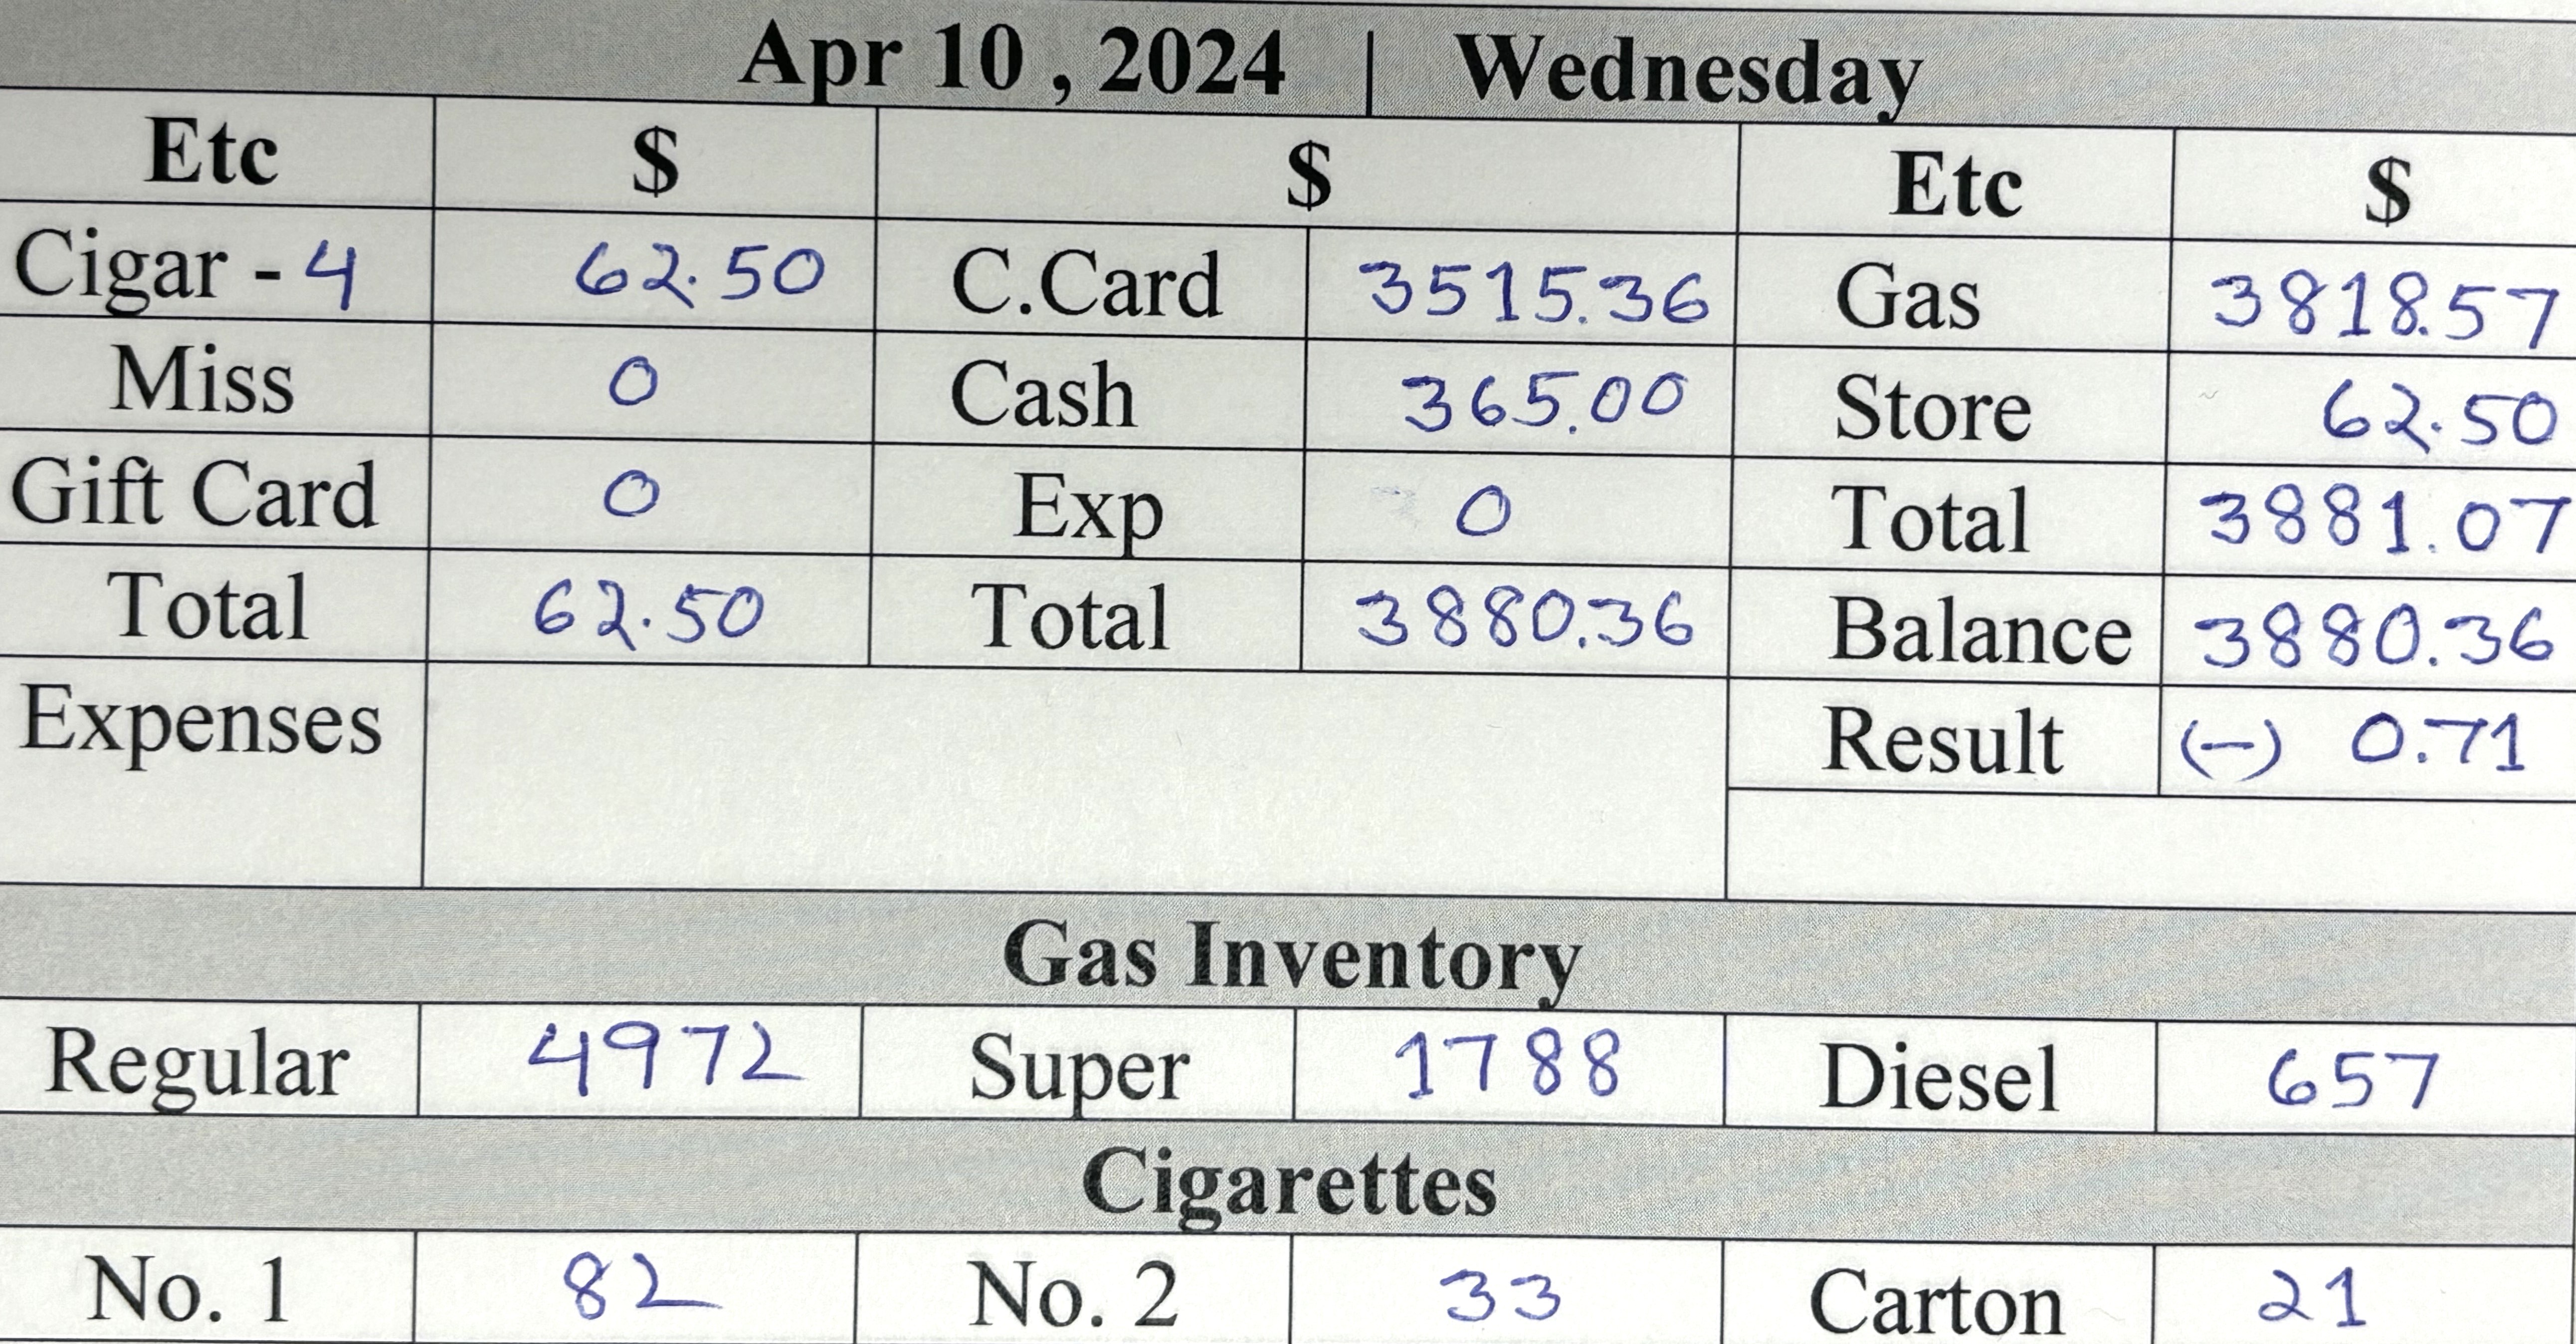 Apr 10 , 2024 | Wednesday
Etc $ $ Etc $
Cigar - 4 62.50 C.Card 3515.36 Gas 3818.57
Miss 0 Cash 365.00 Store 62.50
Gift Card 0 Exp 0 Total 3881.07
Total 62.50 Total 3880.36 Balance 3880.36
Expenses Result (-) 0.71
Gas Inventory
Regular 4972 Super 1788 Diesel 657
Cigarettes
No. 1 82 No. 2 33 Carton 21